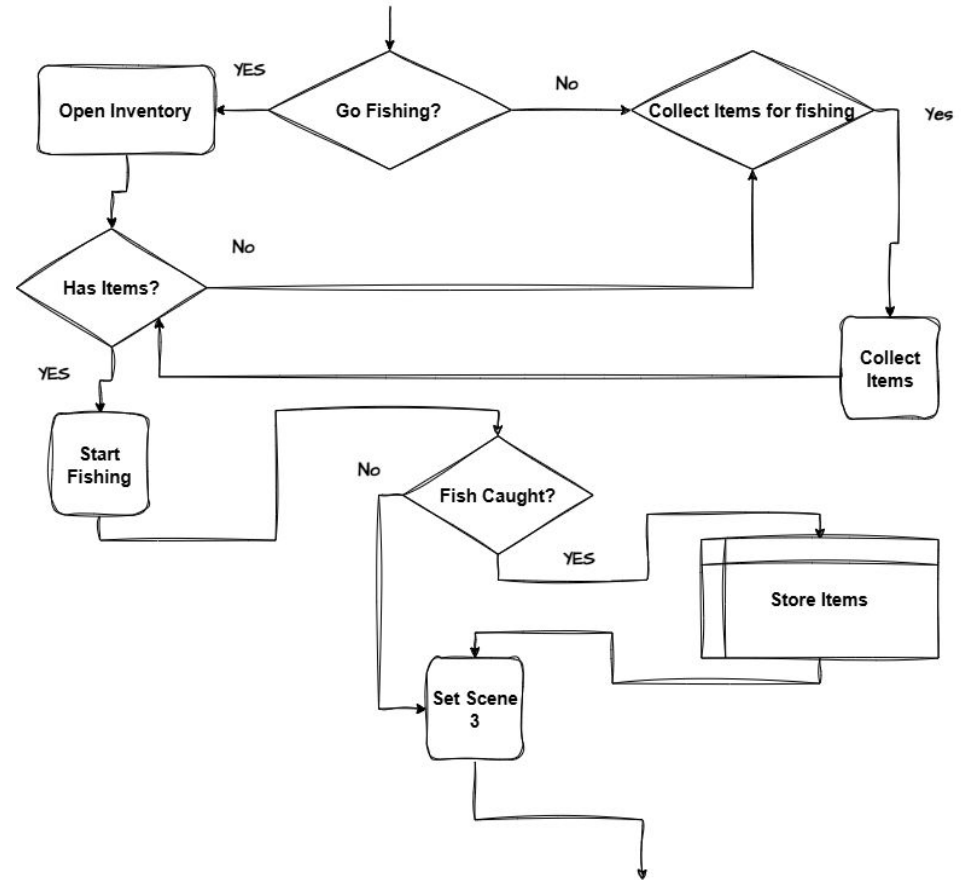 YES
Go Fishing?
No
Collect Items for fishing
Yes
Open Inventory
No
Has Items?
YES
Collect
Items
Start
Fishing
No
Fish Caught?
YES
Store Items
Set Scene
3